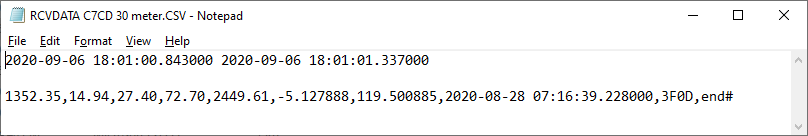 RCVDATA C7CD 30 meter.CSV - Notepad
File Edit Format View Help
2020-09-06 18:01:00.843000 2020-09-06 18:01:01.337000
1352.35,14.94,27.40,72.70,2449.61,-5.127888,119.500885,2020-08-28 07:16:39.228000,3F0D,end#